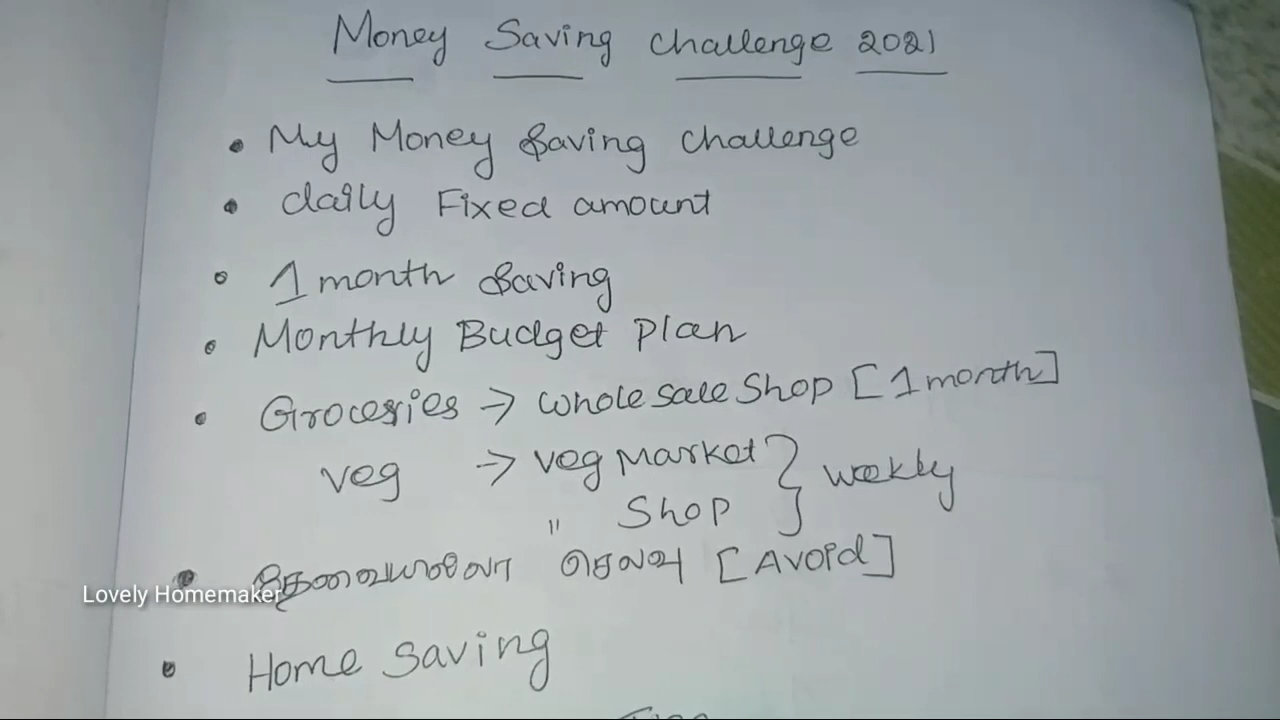 Money Saving challenge 2021
• My Money Saving challenge
• daily Fixed amount
• 1 month Saving
• Monthly Budget Plan
• Groceries → whole sale Shop [1 month]
veg → veg Market } weekly
" Shop
• தேவையில்லா செலவு [Avoid]
Lovely Homemaker
• Home saving